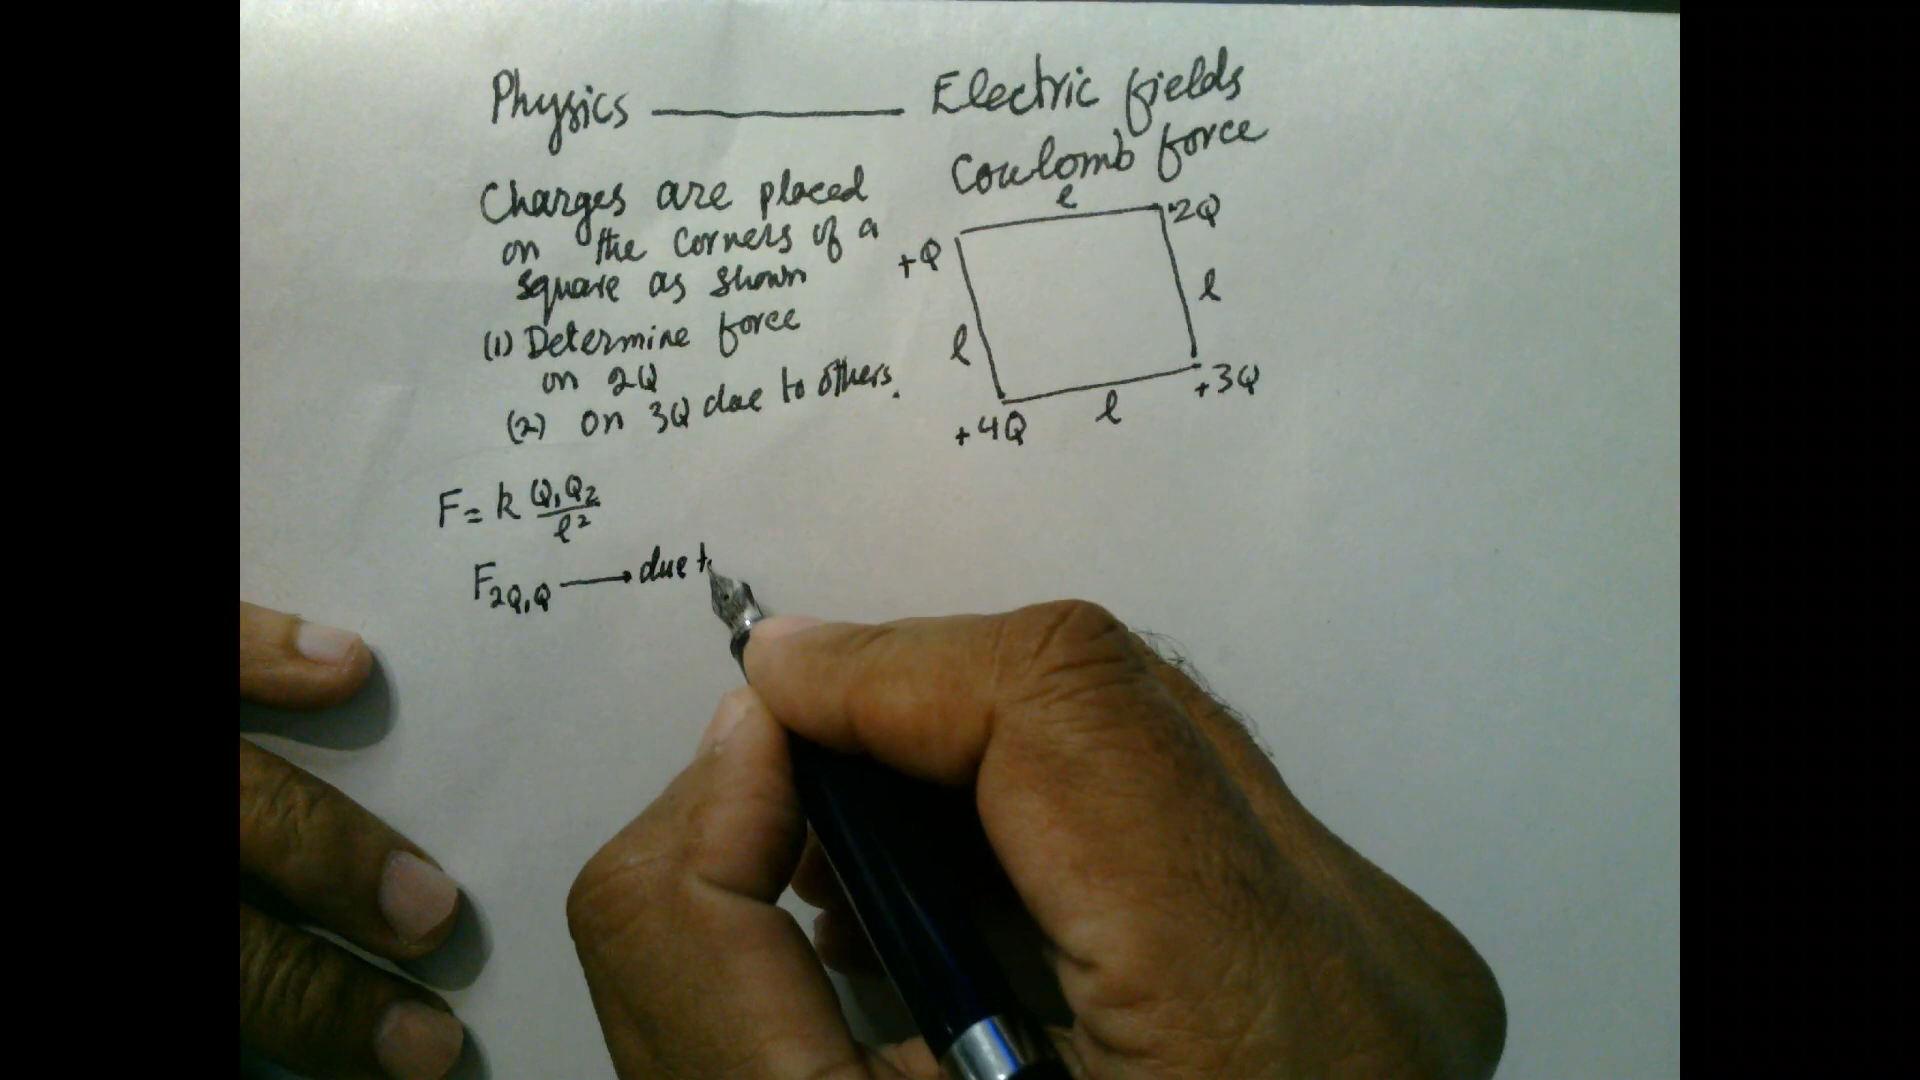 Physics ——— Electric fields
Coulomb force
Charges are placed
on the corners of a
square as shown
(1) Determine force
on 2Q
(2) on 3Q due to others.
l
2Q
+Q
l
l
+3Q
l
+4Q
F = k Q1Q2/l²
F2Q,Q → due t